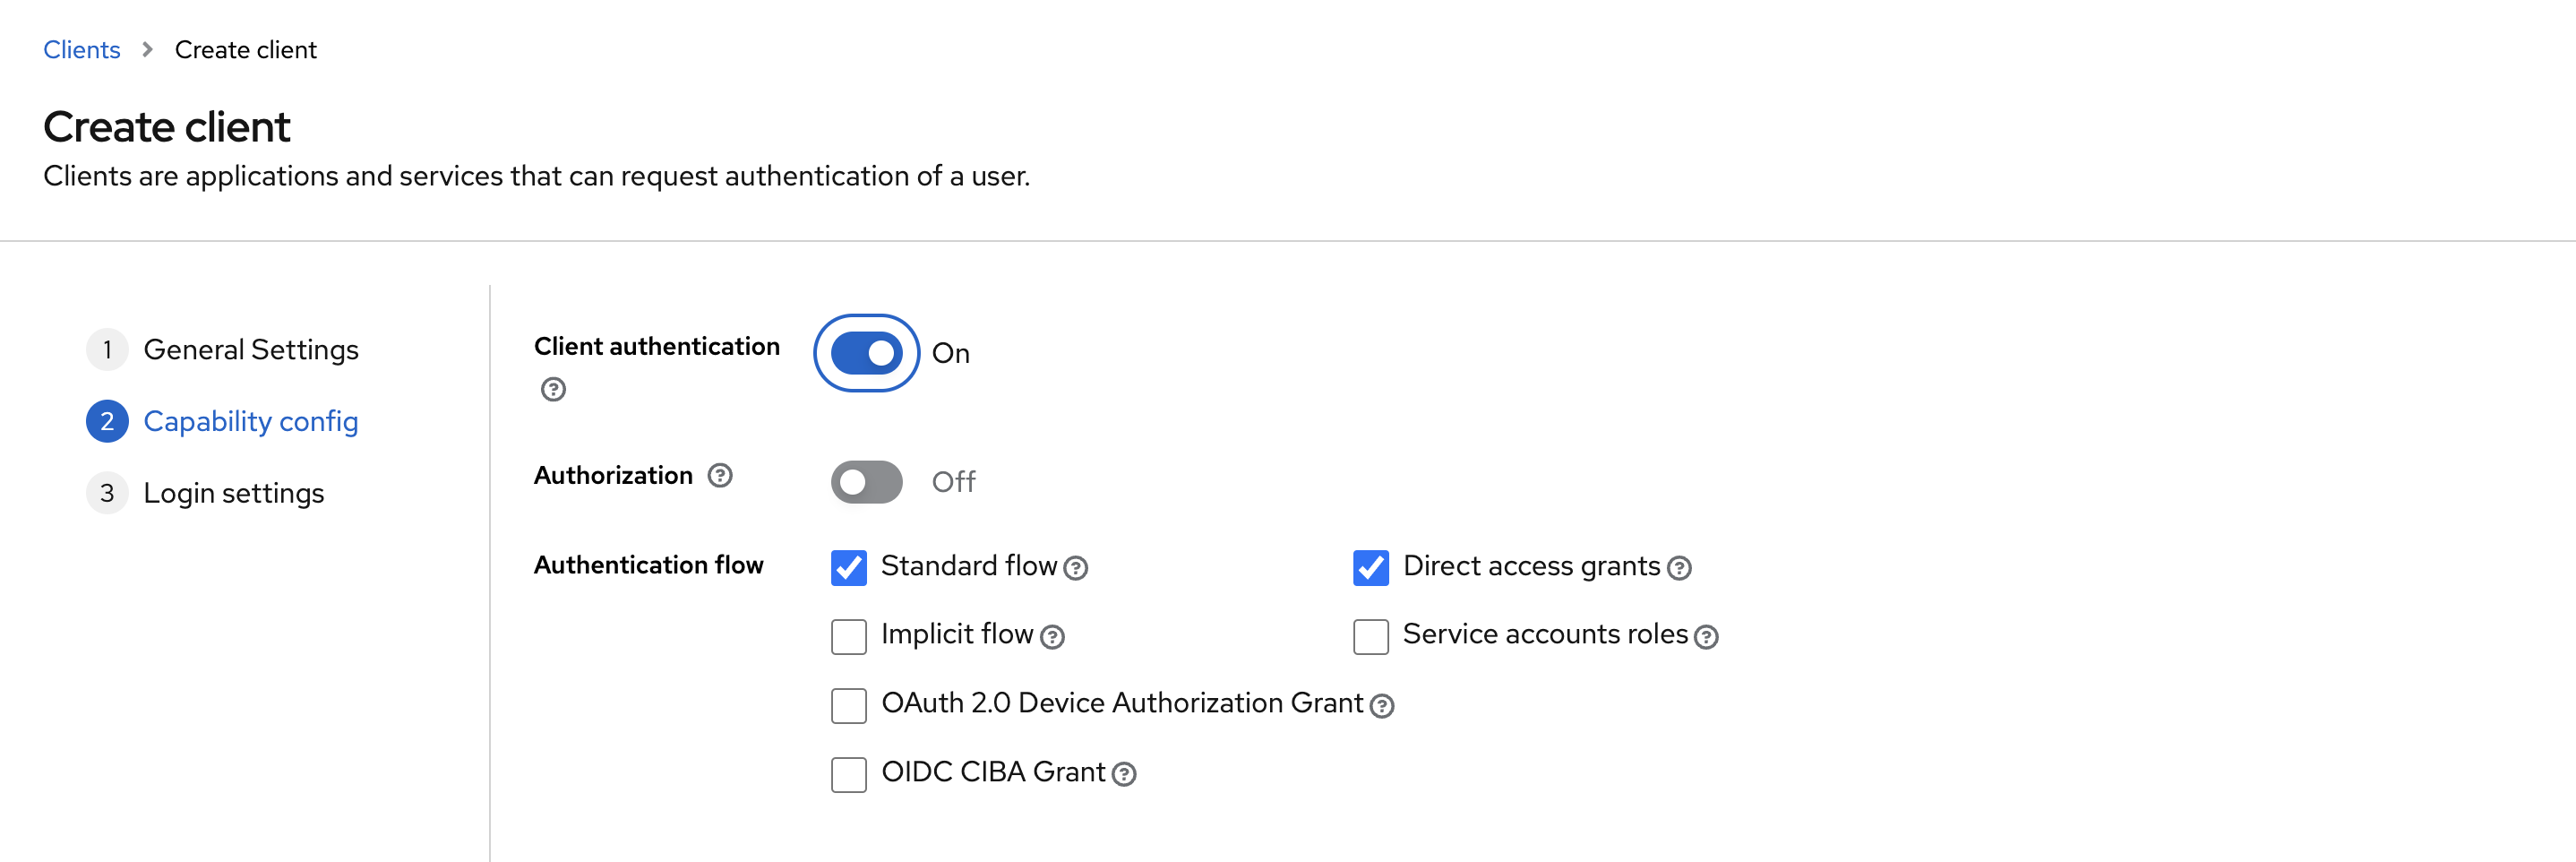 Clients > Create client
Create client
Clients are applications and services that can request authentication of a user.
1 General Settings
2 Capability config
3 Login settings
Client authentication
On
Authorization
Off
Authentication flow
Standard flow
Direct access grants
Implicit flow
Service accounts roles
OAuth 2.0 Device Authorization Grant
OIDC CIBA Grant